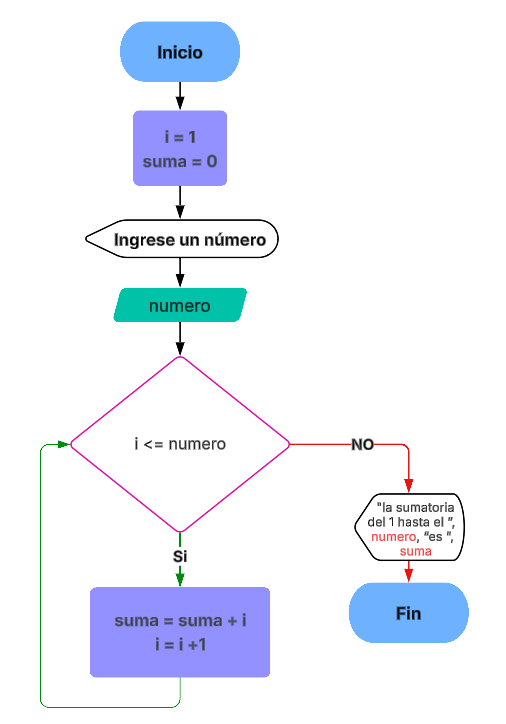 Inicio
i = 1
suma = 0
Ingrese un número
numero
i <= numero
NO
Si
"la sumatoria
del 1 hasta el ",
numero, "es ",
suma
suma = suma + i
i = i +1
Fin